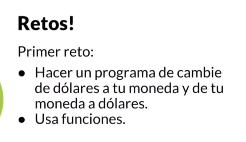 Retos!
Primer reto:
● Hacer un programa de cambie
de dólares a tu moneda y de tu
moneda a dólares.
● Usa funciones.